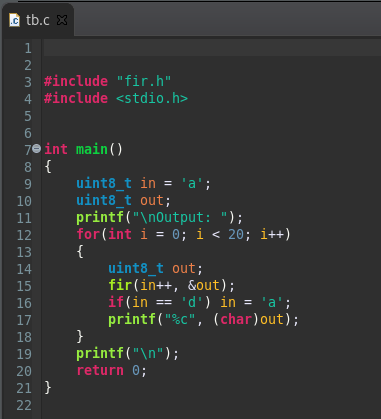 .c tb.c
1
2
3 #include "fir.h"
4 #include <stdio.h>
5
6
7 int main()
8 {
9     uint8_t in = 'a';
10     uint8_t out;
11     printf("\nOutput: ");
12     for(int i = 0; i < 20; i++)
13     {
14         uint8_t out;
15         fir(in++, &out);
16         if(in == 'd') in = 'a';
17         printf("%c", (char)out);
18     }
19     printf("\n");
20     return 0;
21 }
22